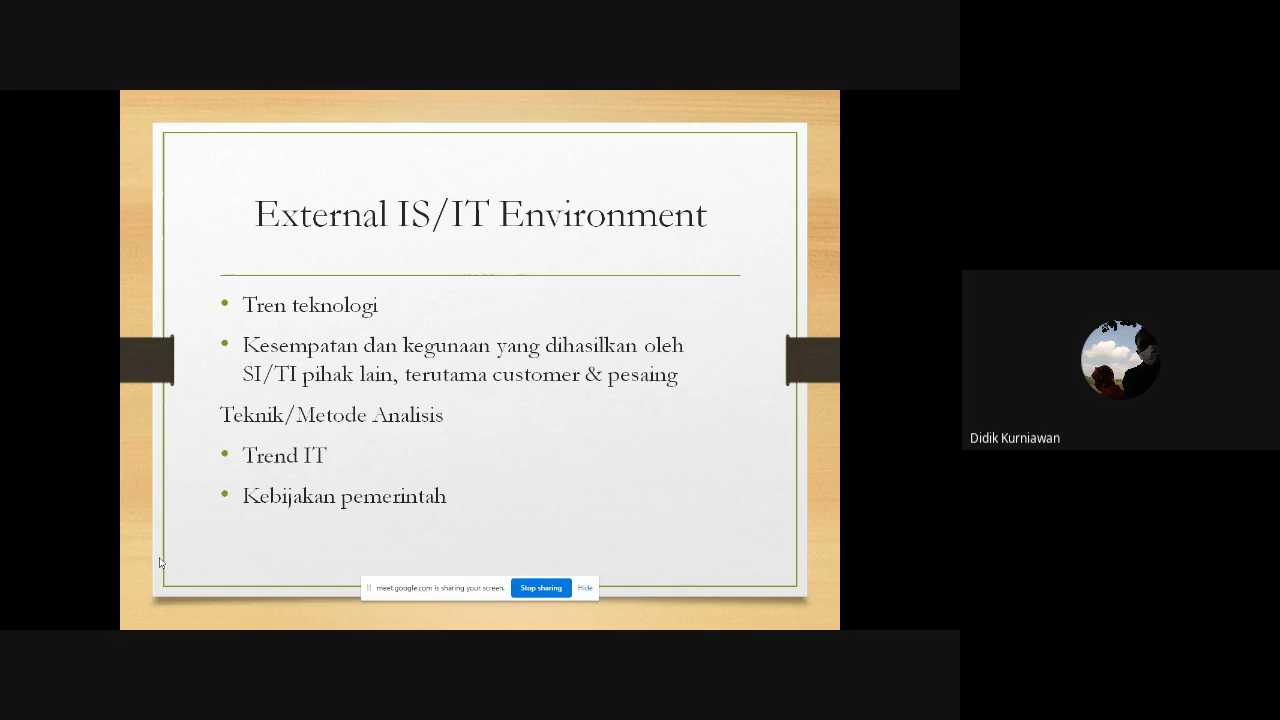 External IS/IT Environment
• Tren teknologi
• Kesempatan dan kegunaan yang dihasilkan oleh
SI/TI pihak lain, terutama customer & pesaing
Teknik/Metode Analisis
• Trend IT
• Kebijakan pemerintah
meet.google.com is sharing your screen. Stop sharing Hide
Didik Kurniawan